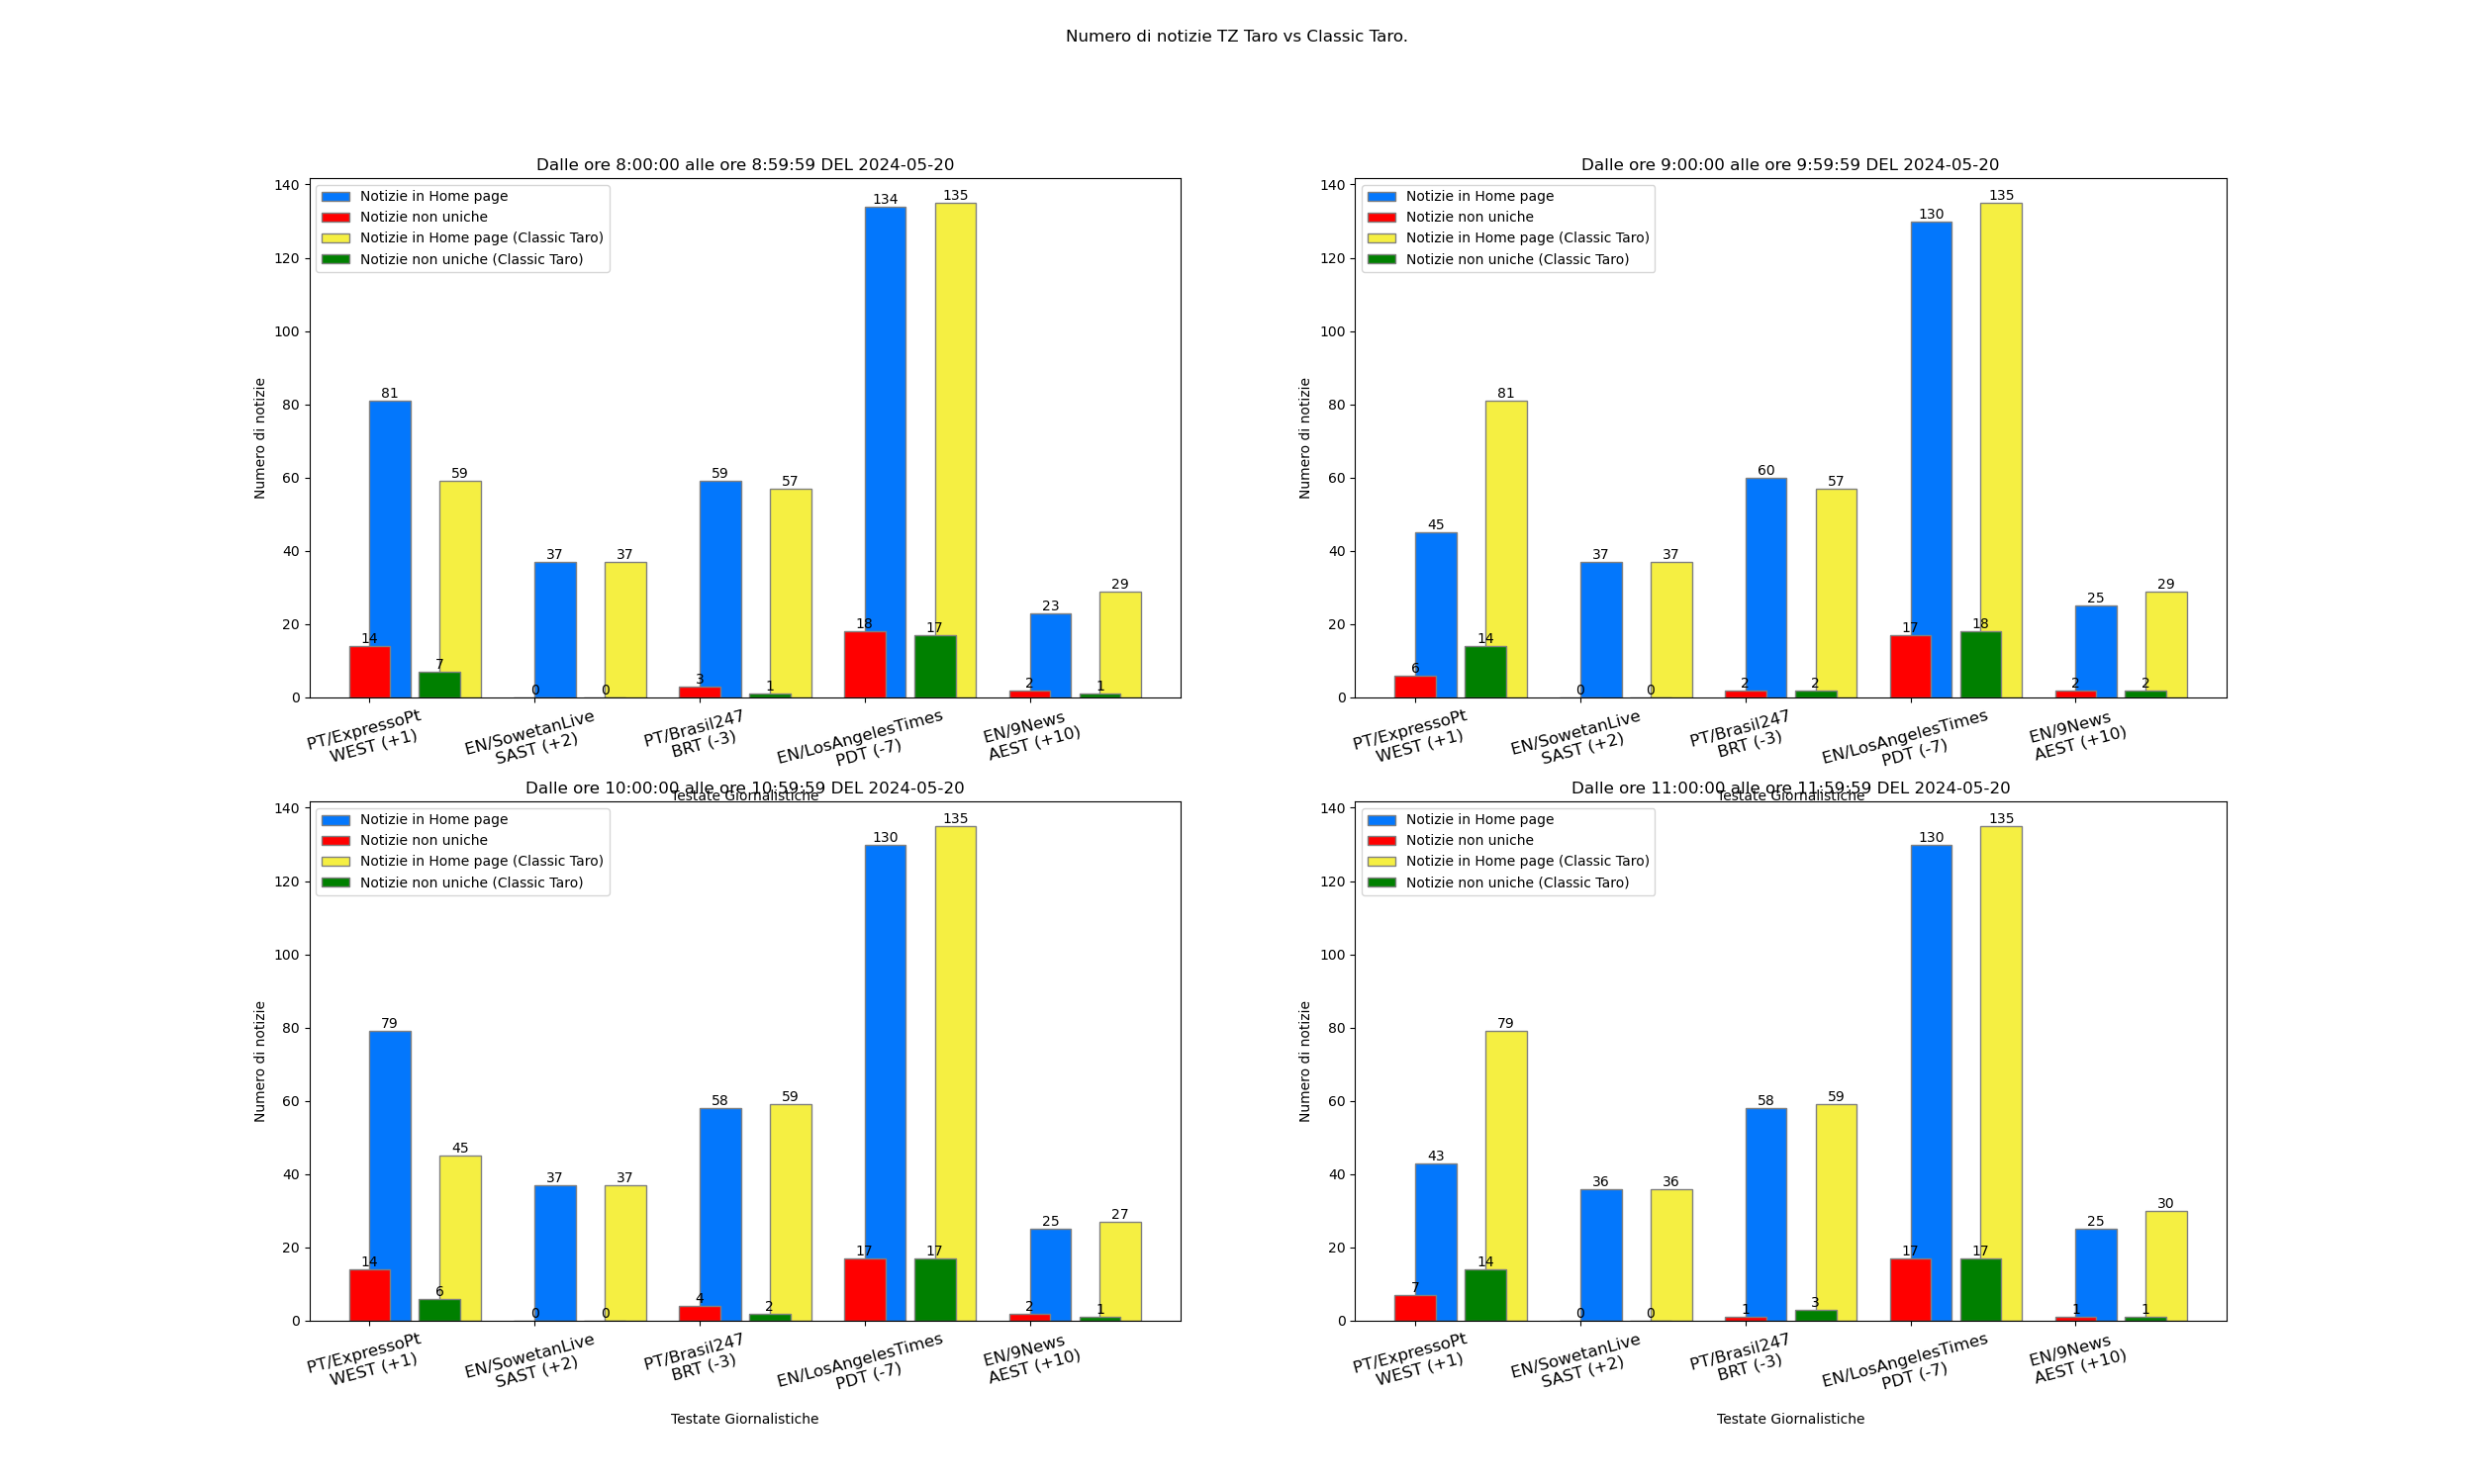 Numero di notizie TZ Taro vs Classic Taro.
Dalle ore 8:00:00 alle ore 8:59:59 DEL 2024-05-20
Notizie in Home page
Notizie non uniche
Notizie in Home page (Classic Taro)
Notizie non uniche (Classic Taro)
Numero di notizie
140
120
100
80
60
40
20
0
81
59
37
37
59
57
134
135
23
29
14
7
0
0
3
1
18
17
2
1
PT/ExpressoPt
WEST (+1)
EN/SowetanLive
SAST (+2)
PT/Brasil247
BRT (-3)
EN/LosAngelesTimes
PDT (-7)
EN/9News
AEST (+10)
Testate Giornalistiche
Dalle ore 9:00:00 alle ore 9:59:59 DEL 2024-05-20
Notizie in Home page
Notizie non uniche
Notizie in Home page (Classic Taro)
Notizie non uniche (Classic Taro)
Numero di notizie
140
120
100
80
60
40
20
0
45
81
37
37
60
57
130
135
25
29
6
14
0
0
2
2
17
18
2
2
PT/ExpressoPt
WEST (+1)
EN/SowetanLive
SAST (+2)
PT/Brasil247
BRT (-3)
EN/LosAngelesTimes
PDT (-7)
EN/9News
AEST (+10)
Testate Giornalistiche
Dalle ore 10:00:00 alle ore 10:59:59 DEL 2024-05-20
Notizie in Home page
Notizie non uniche
Notizie in Home page (Classic Taro)
Notizie non uniche (Classic Taro)
Numero di notizie
140
120
100
80
60
40
20
0
79
45
37
37
58
59
130
135
25
27
14
6
0
0
4
2
17
17
2
1
PT/ExpressoPt
WEST (+1)
EN/SowetanLive
SAST (+2)
PT/Brasil247
BRT (-3)
EN/LosAngelesTimes
PDT (-7)
EN/9News
AEST (+10)
Testate Giornalistiche
Dalle ore 11:00:00 alle ore 11:59:59 DEL 2024-05-20
Notizie in Home page
Notizie non uniche
Notizie in Home page (Classic Taro)
Notizie non uniche (Classic Taro)
Numero di notizie
140
120
100
80
60
40
20
0
43
79
36
36
58
59
130
135
25
30
7
14
0
0
1
3
17
17
1
1
PT/ExpressoPt
WEST (+1)
EN/SowetanLive
SAST (+2)
PT/Brasil247
BRT (-3)
EN/LosAngelesTimes
PDT (-7)
EN/9News
AEST (+10)
Testate Giornalistiche